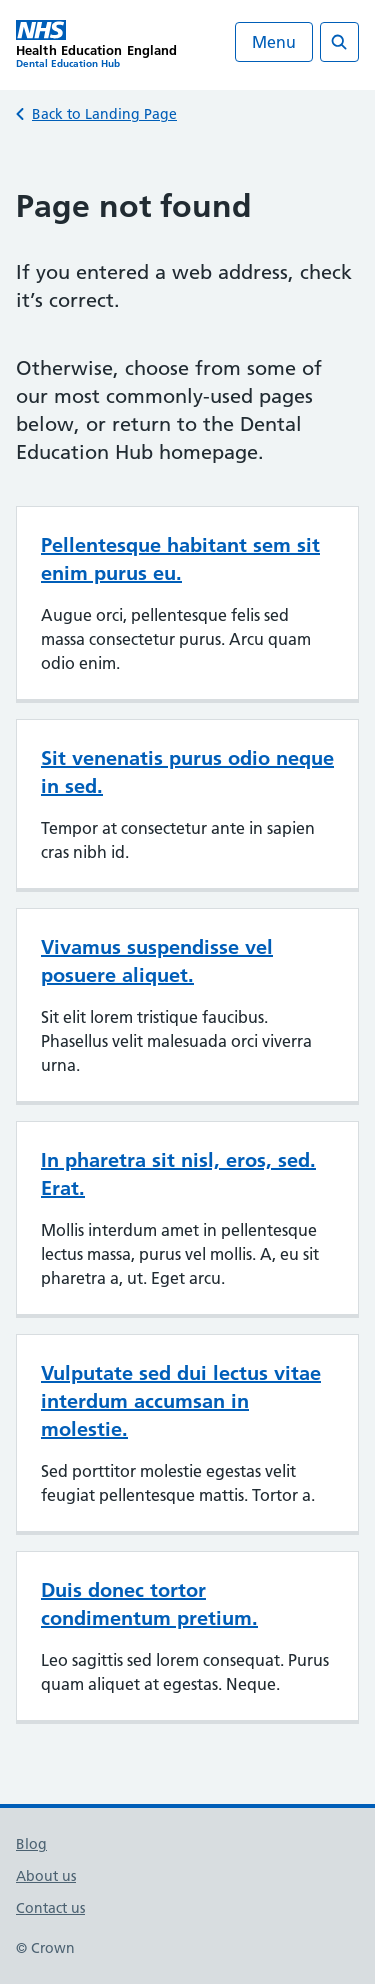 NHS
Health Education England
Dental Education Hub
Menu
Back to Landing Page
Page not found
If you entered a web address, check
it’s correct.
Otherwise, choose from some of
our most commonly-used pages
below, or return to the Dental
Education Hub homepage.
Pellentesque habitant sem sit
enim purus eu.
Augue orci, pellentesque felis sed
massa consectetur purus. Arcu quam
odio enim.
Sit venenatis purus odio neque
in sed.
Tempor at consectetur ante in sapien
cras nibh id.
Vivamus suspendisse vel
posuere aliquet.
Sit elit lorem tristique faucibus.
Phasellus velit malesuada orci viverra
urna.
In pharetra sit nisl, eros, sed.
Erat.
Mollis interdum amet in pellentesque
lectus massa, purus vel mollis. A, eu sit
pharetra a, ut. Eget arcu.
Vulputate sed dui lectus vitae
interdum accumsan in
molestie.
Sed porttitor molestie egestas velit
feugiat pellentesque mattis. Tortor a.
Duis donec tortor
condimentum pretium.
Leo sagittis sed lorem consequat. Purus
quam aliquet at egestas. Neque.
Blog
About us
Contact us
© Crown